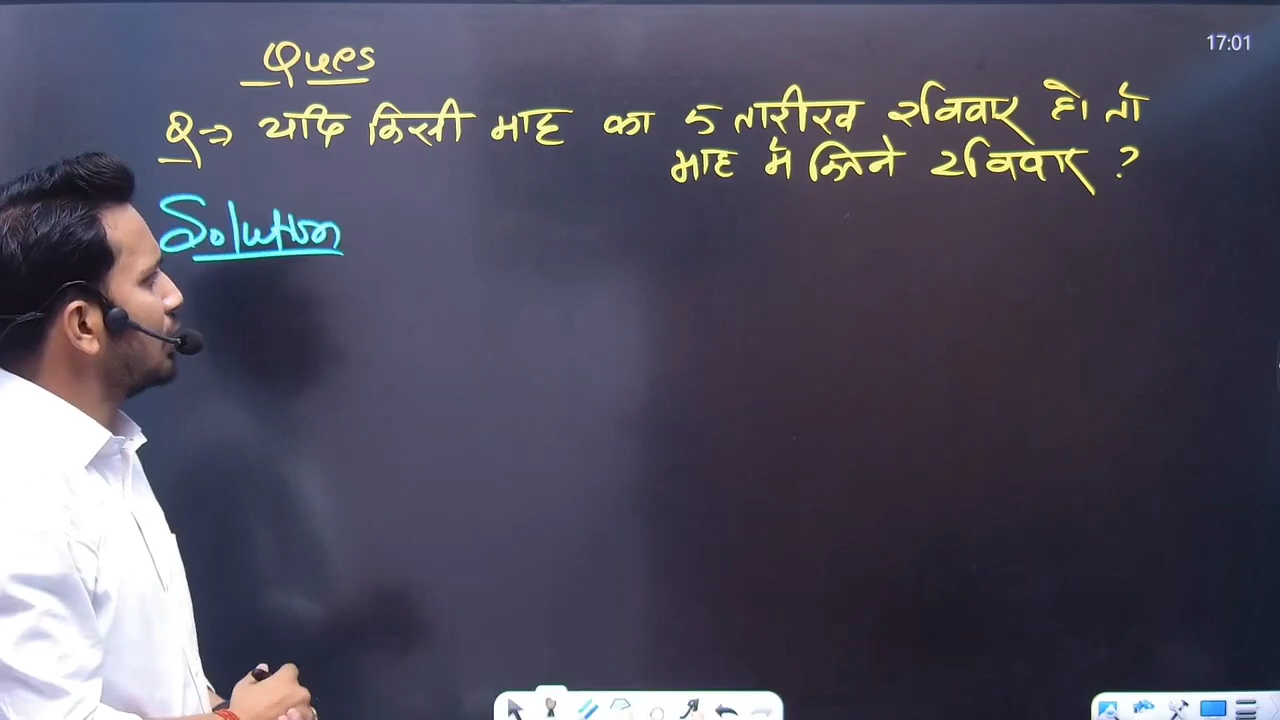 17:01
Ques
Q → यदि किसी माह का 5 तारीख रविवार हो तो
माह में कितने रविवार ?
Solution